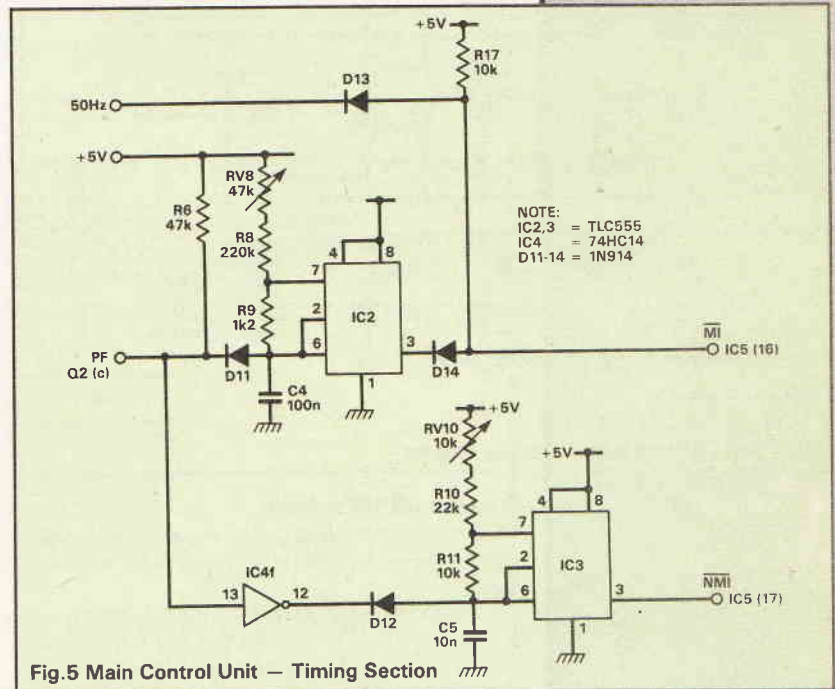 +5V
R17
10k
D13
50Hz
+5V
RV8
47k
R6
47k
R8
220k
NOTE:
IC2,3 = TLC555
IC4 = 74HC14
D11-14 = 1N914
4
8
7
R9
1k2
2
IC2
6
3
1
PF
Q2 (c)
D11
D14
MI
IC5 (16)
C4
100n
+5V
RV10
10k
+5V
R10
22k
4
8
7
R11
10k
2
IC3
6
3
1
NMI
IC5 (17)
IC4f
13
12
D12
C5
10n
Fig.5 Main Control Unit — Timing Section